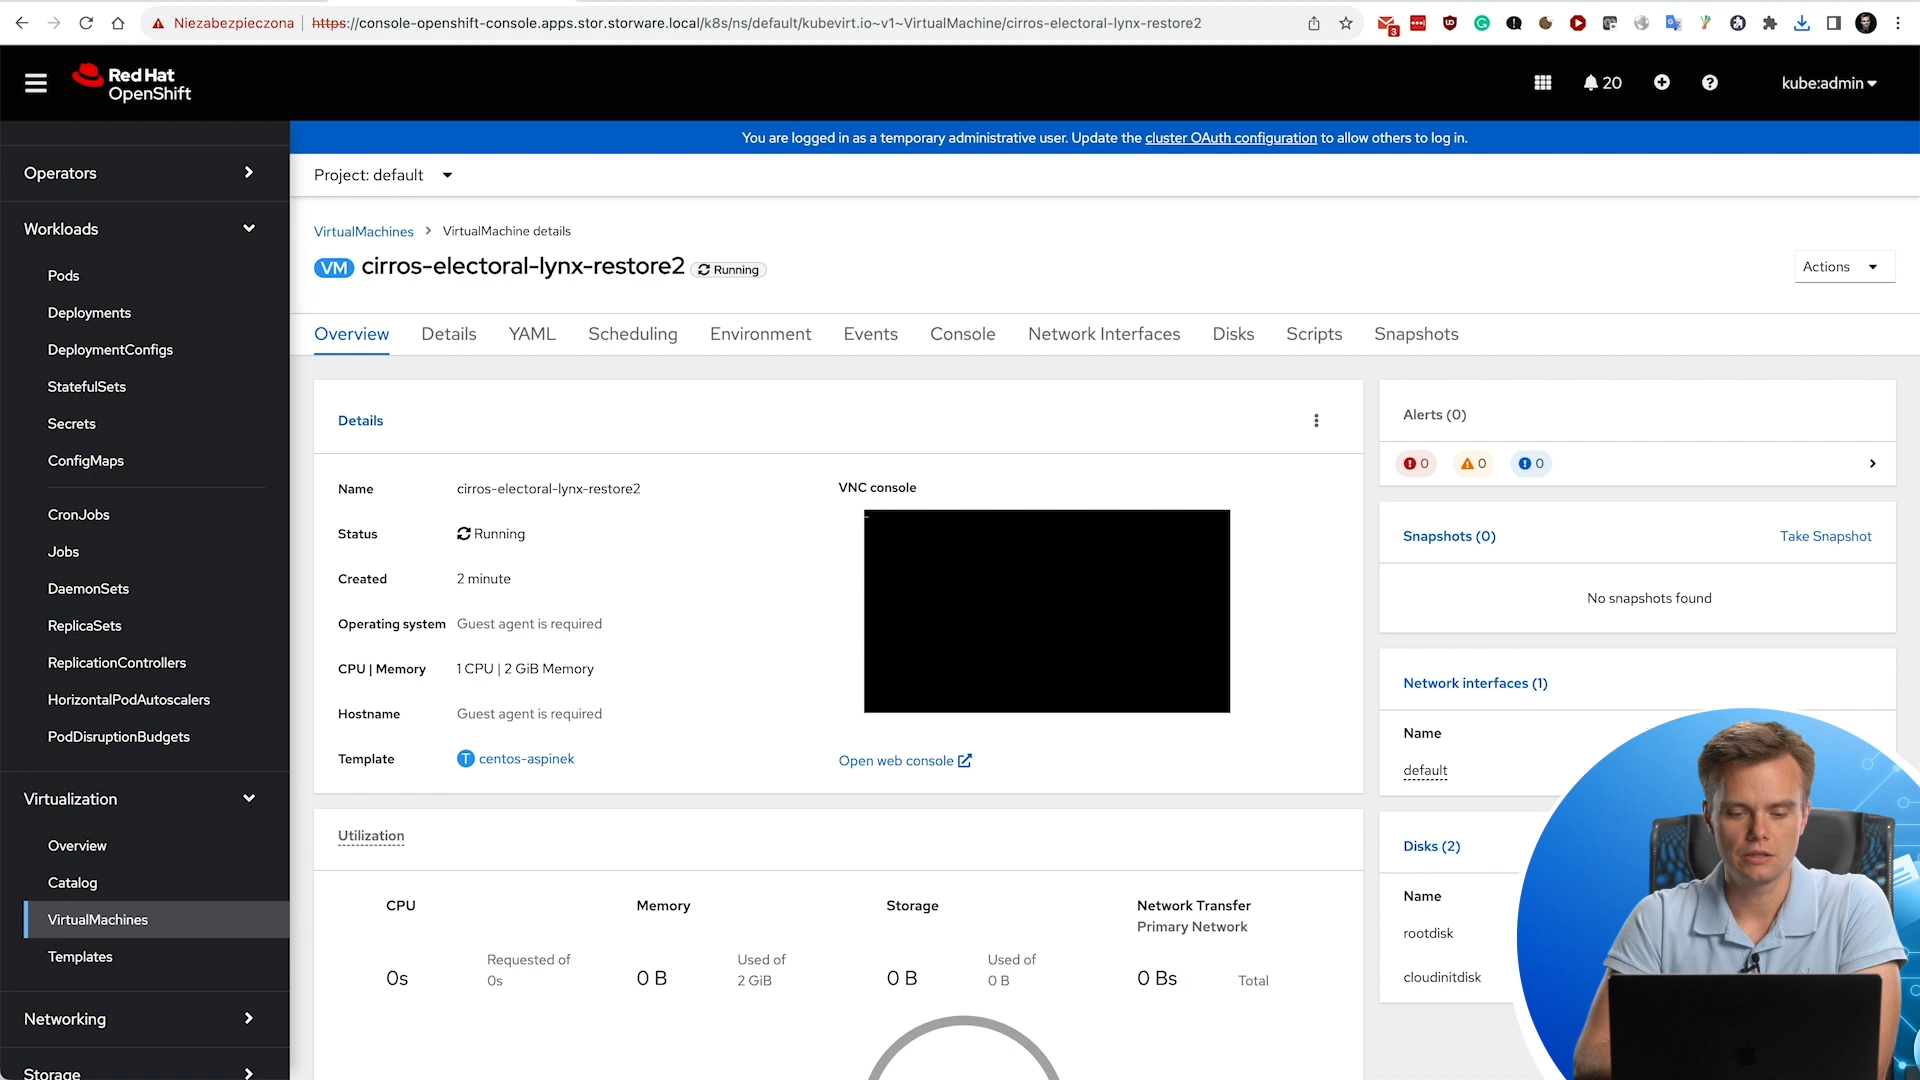 Niezabezpieczona
https://console-openshift-console.apps.stor.storware.local/k8s/ns/default/kubevirt.io~v1~VirtualMachine/cirros-electoral-lynx-restore2
3
Red Hat
OpenShift
20
kube:admin
You are logged in as a temporary administrative user. Update the cluster OAuth configuration to allow others to log in.
Project: default
Operators
Workloads
Pods
Deployments
DeploymentConfigs
StatefulSets
Secrets
ConfigMaps
CronJobs
Jobs
DaemonSets
ReplicaSets
ReplicationControllers
HorizontalPodAutoscalers
PodDisruptionBudgets
Virtualization
Overview
Catalog
VirtualMachines
Templates
Networking
Storage
VirtualMachines
VirtualMachine details
VM cirros-electoral-lynx-restore2 Running
Actions
Overview Details YAML Scheduling Environment Events Console Network Interfaces Disks Scripts Snapshots
Details
Name cirros-electoral-lynx-restore2
Status Running
Created 2 minute
Operating system Guest agent is required
CPU | Memory 1 CPU | 2 GiB Memory
Hostname Guest agent is required
Template T centos-aspinek
VNC console
Open web console
Utilization
CPU
0s
Requested of
0s
Memory
0 B
Used of
2 GiB
Storage
0 B
Used of
0 B
Network Transfer
Primary Network
0 Bs
Total
Alerts (0)
0 0 0
Snapshots (0) Take Snapshot
No snapshots found
Network interfaces (1)
Name
default
Disks (2)
Name
rootdisk
cloudinitdisk